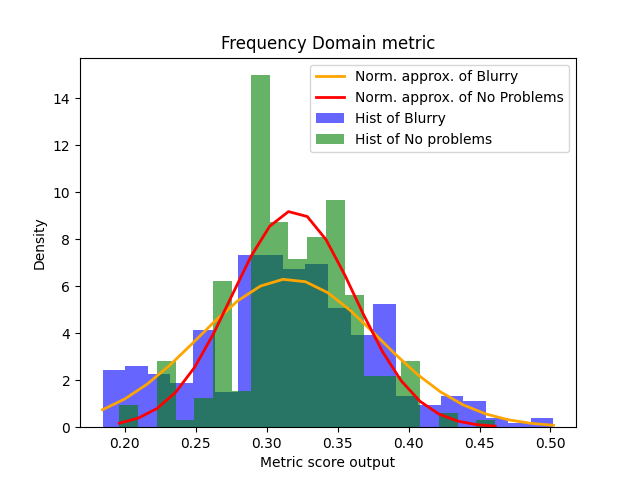 Frequency Domain metric
Norm. approx. of Blurry
Norm. approx. of No Problems
Hist of Blurry
Hist of No problems
Density
14
12
10
8
6
4
2
0
0.20 0.25 0.30 0.35 0.40 0.45 0.50
Metric score output